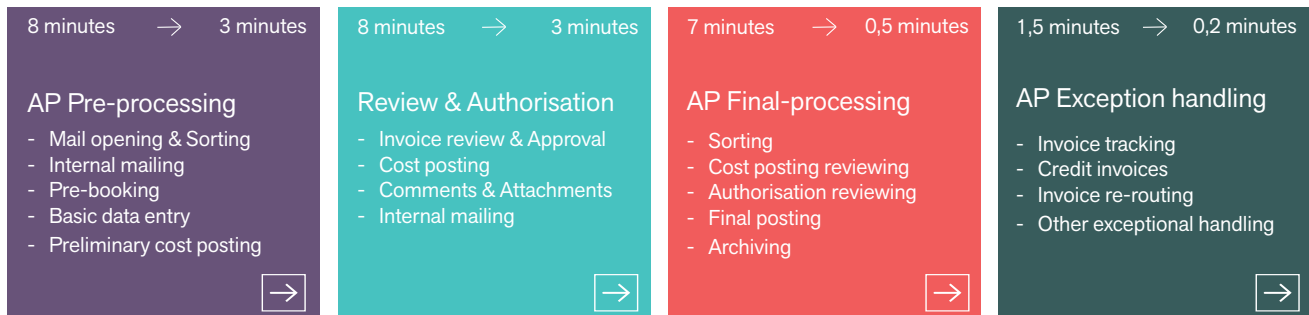 8 minutes → 3 minutes
AP Pre-processing
- Mail opening & Sorting
- Internal mailing
- Pre-booking
- Basic data entry
- Preliminary cost posting
8 minutes → 3 minutes
Review & Authorisation
- Invoice review & Approval
- Cost posting
- Comments & Attachments
- Internal mailing
7 minutes → 0,5 minutes
AP Final-processing
- Sorting
- Cost posting reviewing
- Authorisation reviewing
- Final posting
- Archiving
1,5 minutes → 0,2 minutes
AP Exception handling
- Invoice tracking
- Credit invoices
- Invoice re-routing
- Other exceptional handling